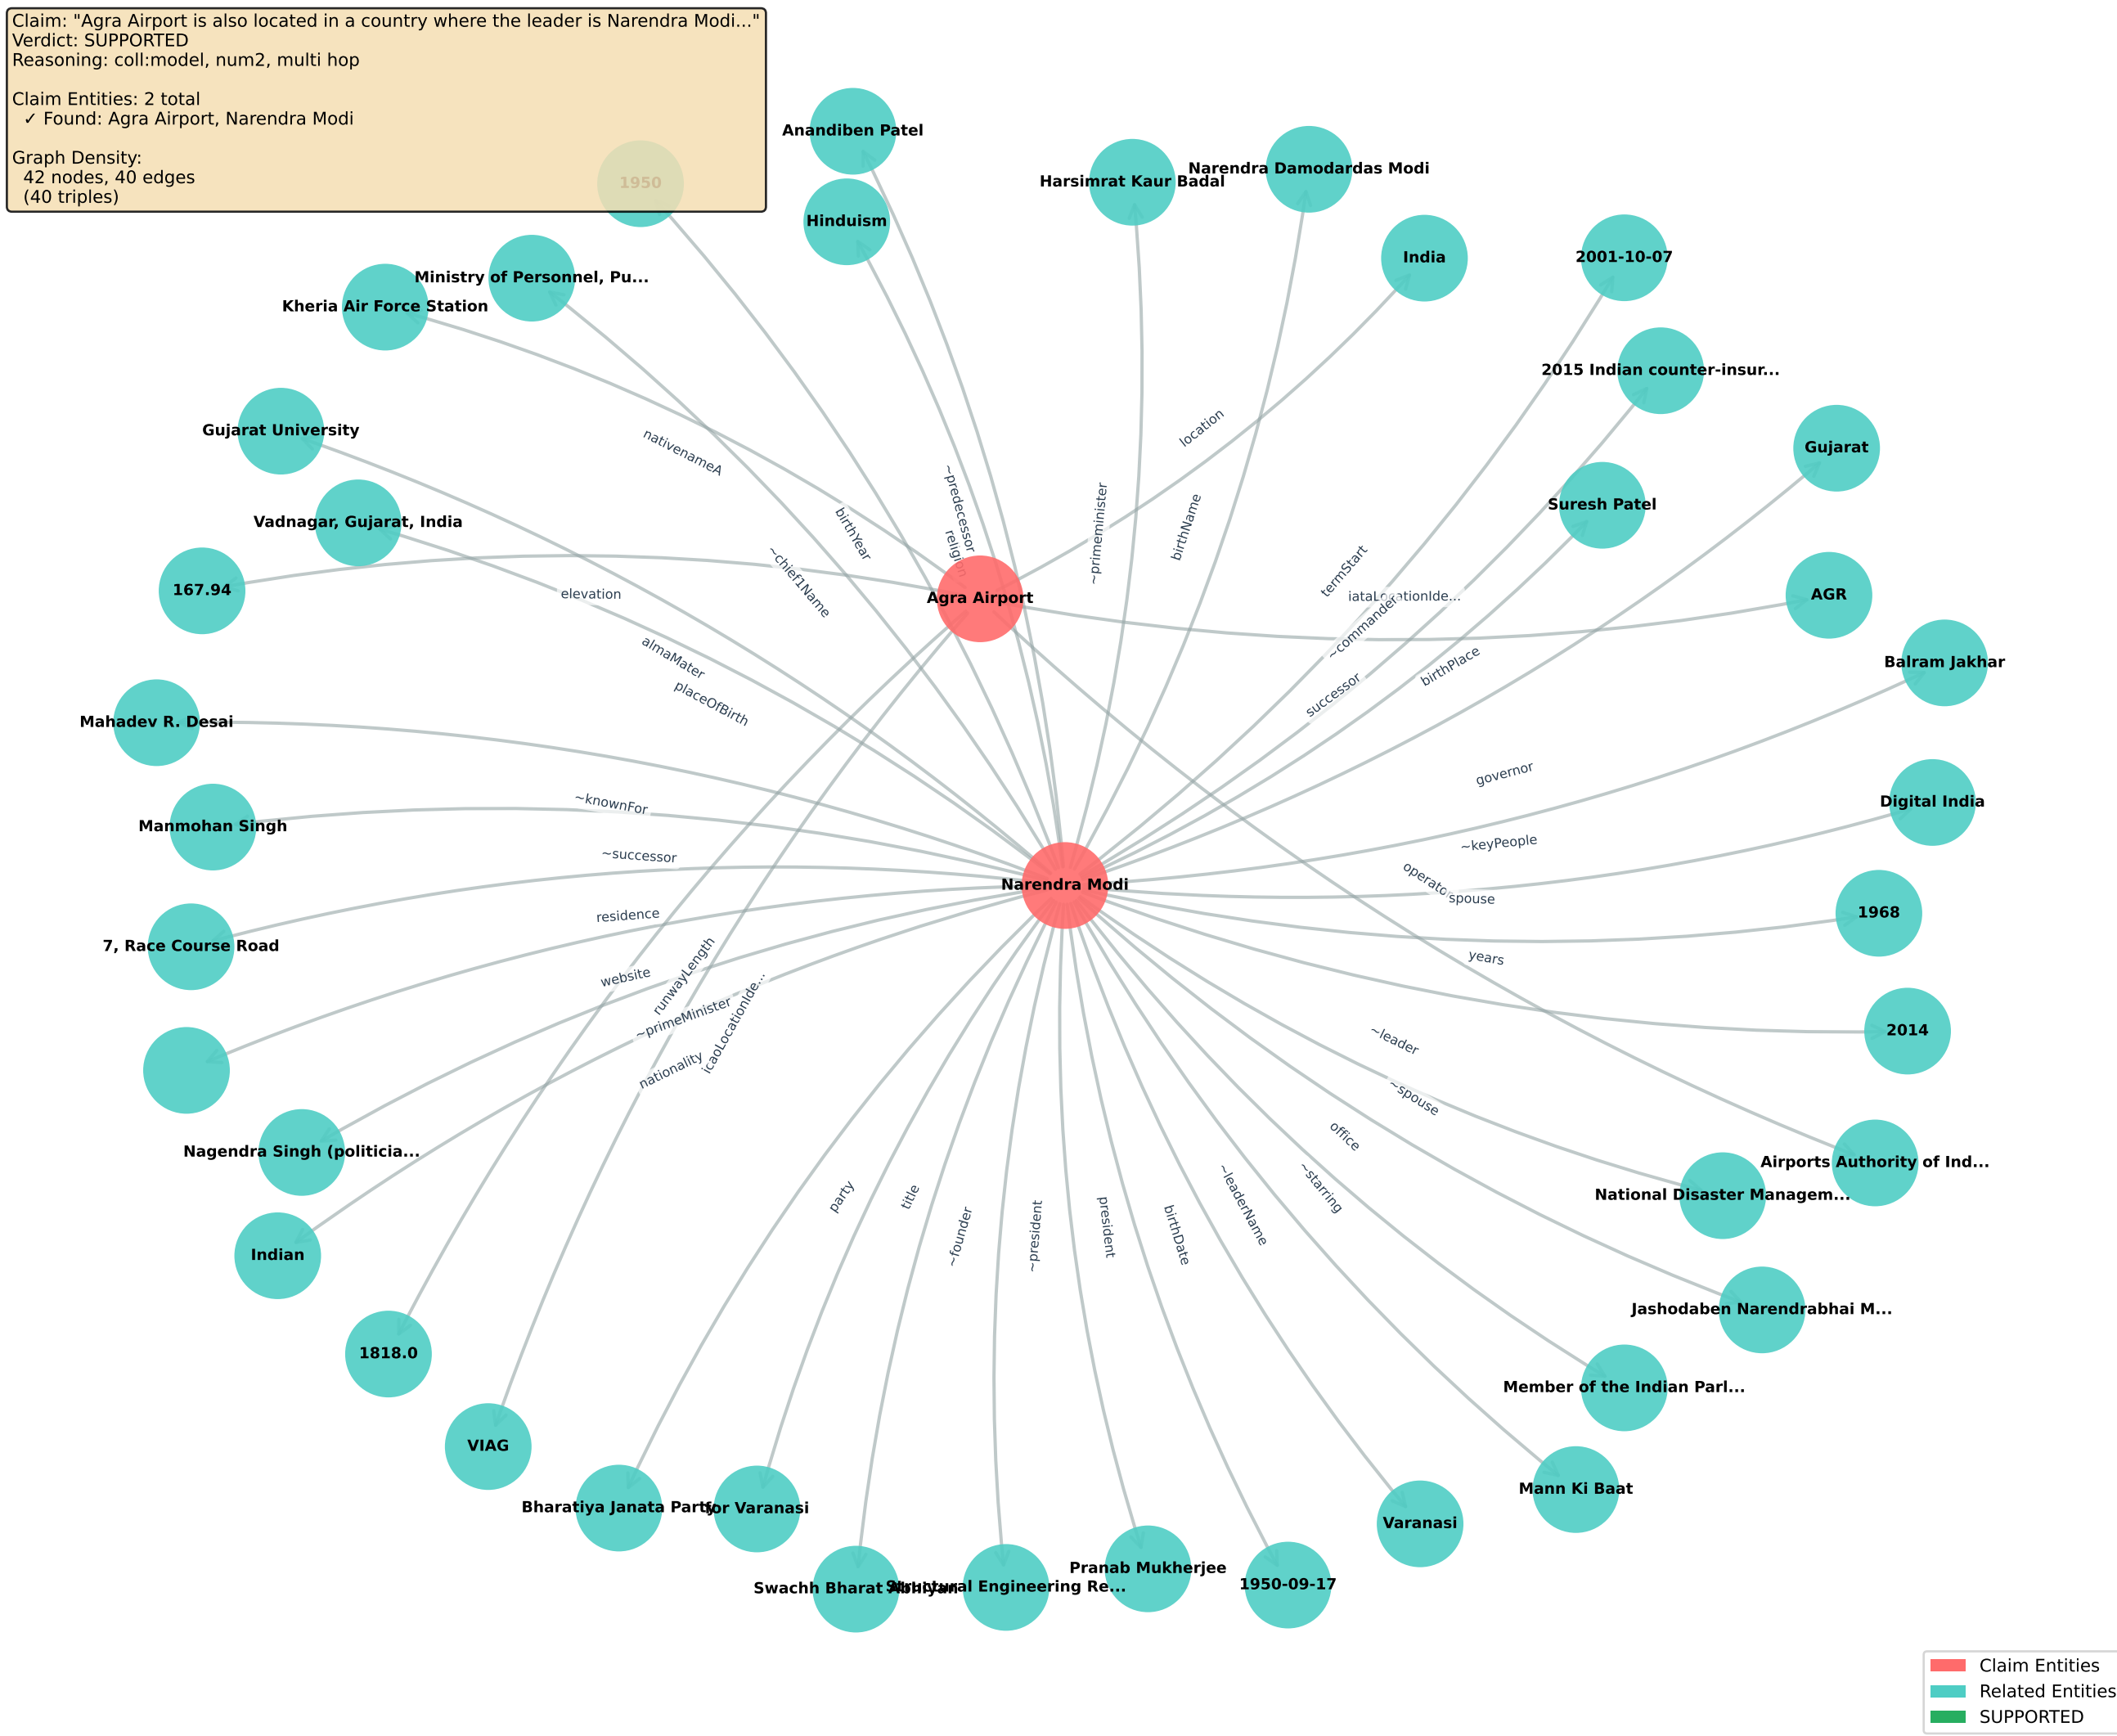 Claim: "Agra Airport is also located in a country where the leader is Narendra Modi..."
Verdict: SUPPORTED
Reasoning: coll:model, num2, multi hop
Claim Entities: 2 total
✓ Found: Agra Airport, Narendra Modi
Graph Density:
42 nodes, 40 edges
(40 triples)
1950
Anandiben Patel
Hinduism
Harsimrat Kaur Badal
Narendra Damodardas Modi
India
2001-10-07
Ministry of Personnel, Pu...
Kheria Air Force Station
2015 Indian counter-insur...
Gujarat University
Gujarat
Vadnagar, Gujarat, India
Suresh Patel
167.94
Agra Airport
AGR
Balram Jakhar
Mahadev R. Desai
Manmohan Singh
Digital India
Narendra Modi
1968
7, Race Course Road
2014
Nagendra Singh (politicia...
Airports Authority of Ind...
National Disaster Managem...
Indian
Jashodaben Narendrabhai M...
1818.0
Member of the Indian Parl...
VIAG
Mann Ki Baat
Bharatiya Janata Party
for Varanasi
Varanasi
Swachh Bharat Abhiyan
Structural Engineering Re...
Pranab Mukherjee
1950-09-17
nativenameA
location
~predecessor
religion
~primeminister
birthName
birthYear
~chief1Name
termStart
elevation
iataLocationIde...
~commander
almaMater
placeOfBirth
successor
birthPlace
governor
~knownFor
~keyPeople
~successor
operator
spouse
residence
website
years
runwayLength
~primeMinister
icaoLocationIde...
nationality
~leader
~spouse
office
party
title
~founder
~president
president
birthDate
~leaderName
~starring
Claim Entities
Related Entities
SUPPORTED